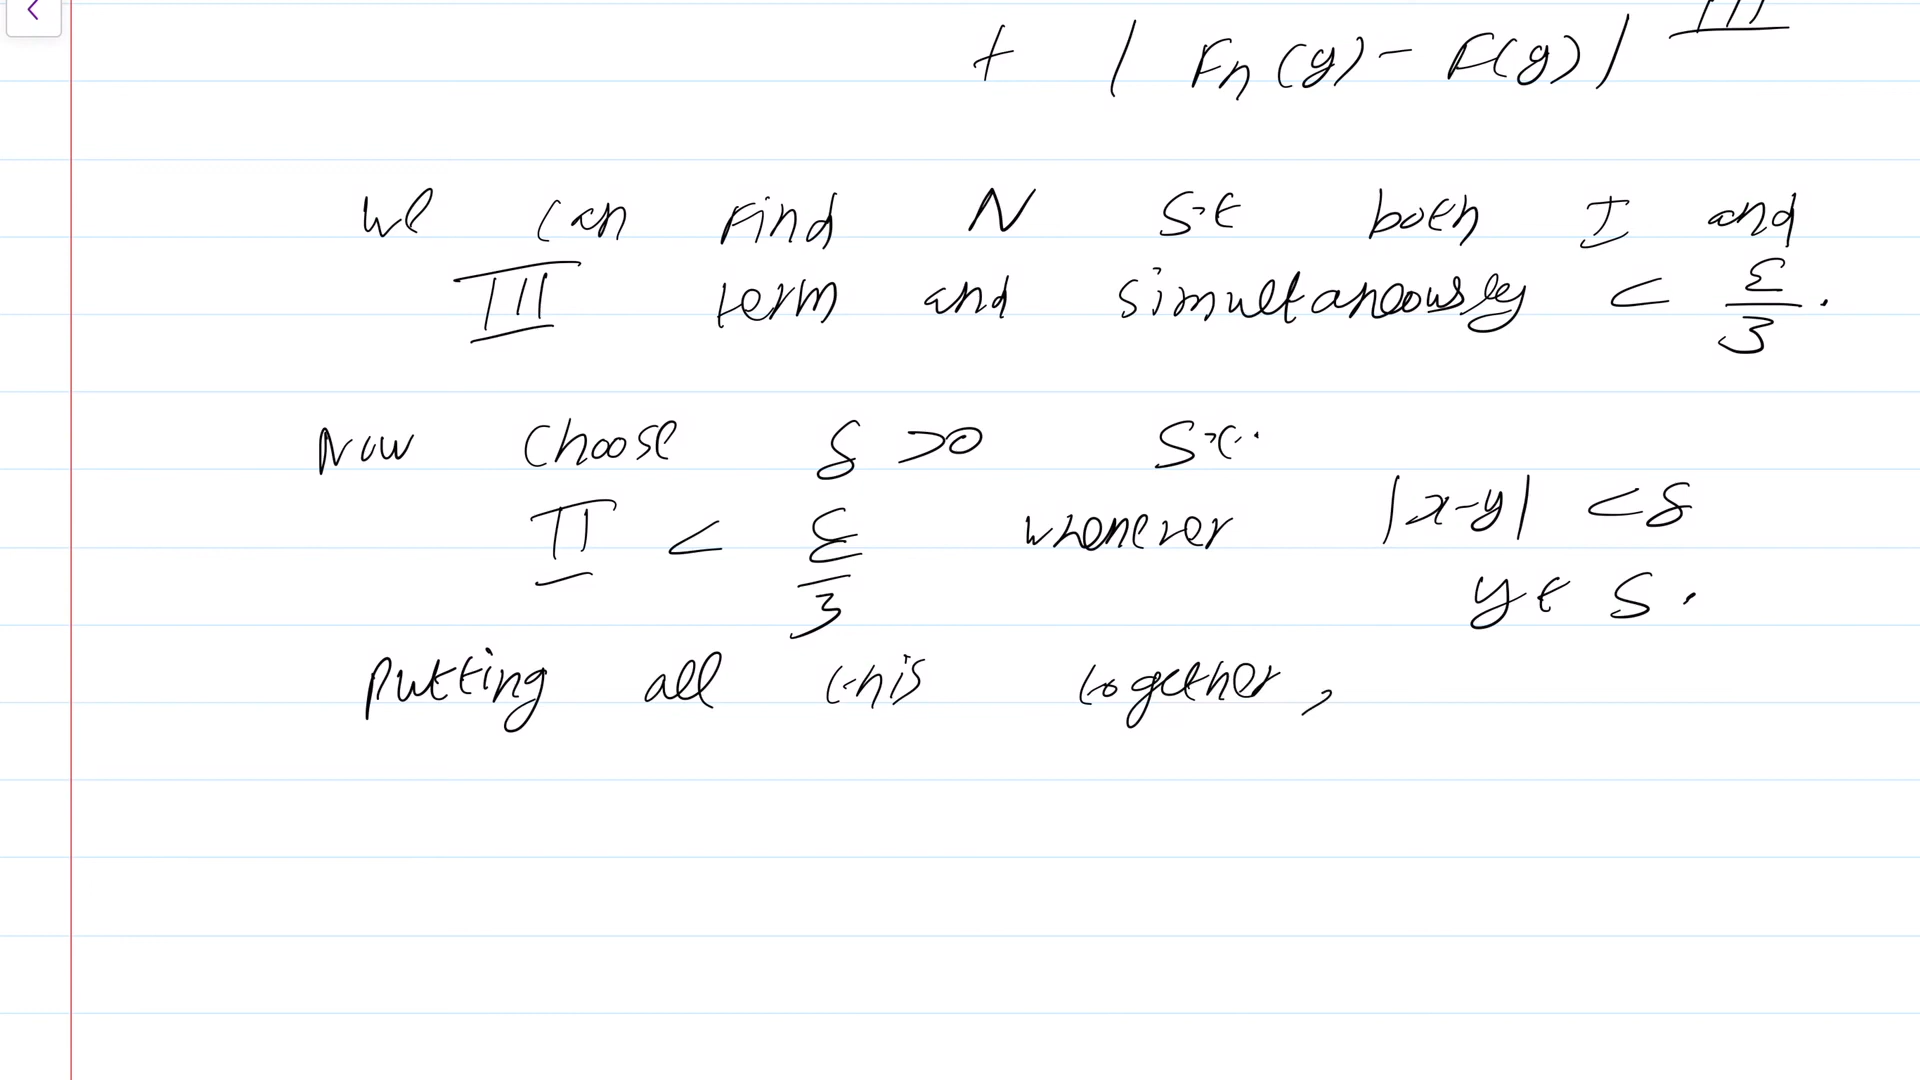 + | Fn (y) - F(y) | III
we can Find N s.t both I and
III term and simultaneously < ε/3 .
Now choose δ >0 s.t.
II < ε/3 whenever |x-y| < δ
y ∈ S .
Putting all this together ,